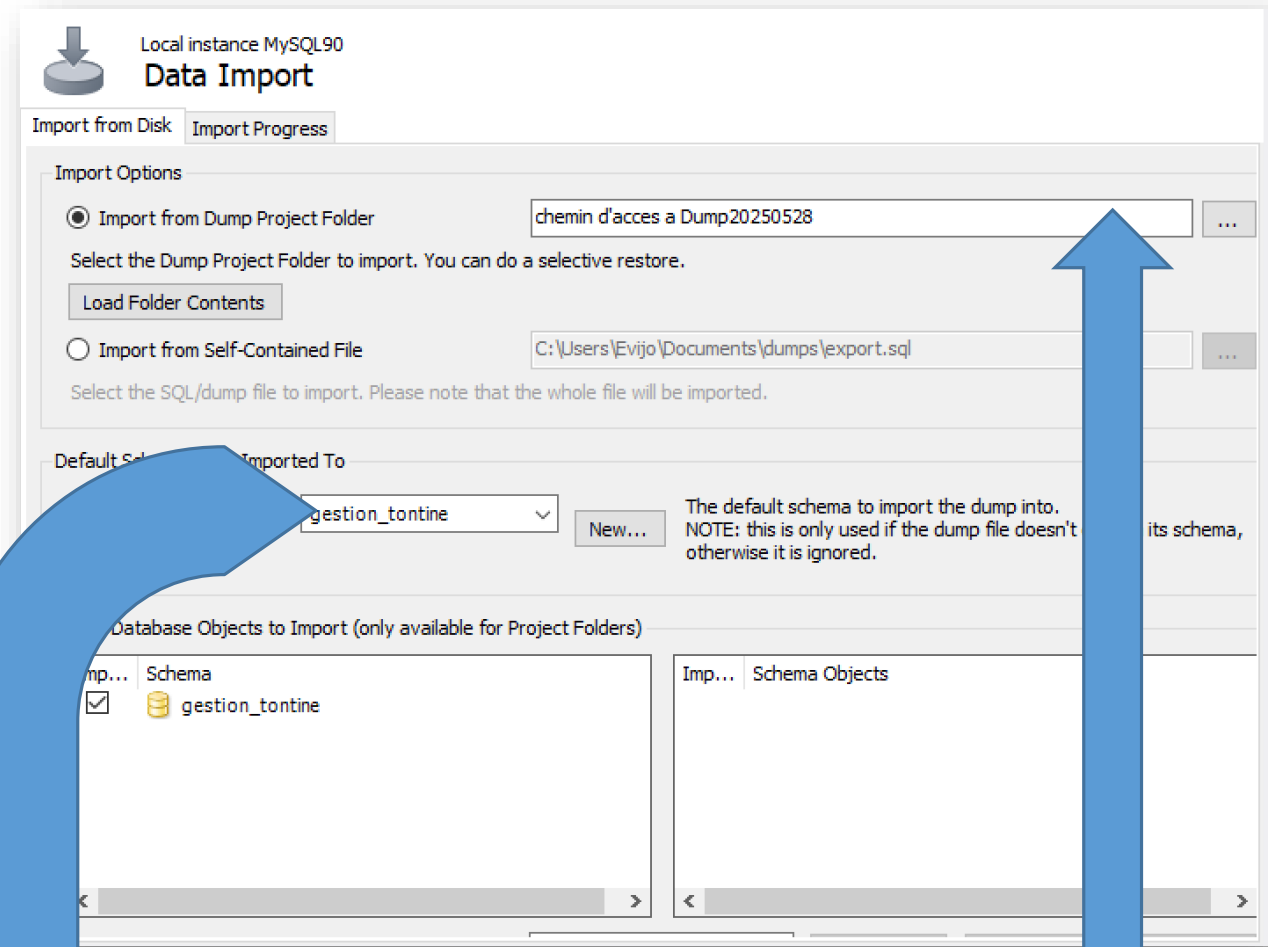 Local instance MySQL90
Data Import
Import from Disk Import Progress
Import Options
Import from Dump Project Folder chemin d'acces a Dump20250528 ...
Select the Dump Project Folder to import. You can do a selective restore.
Load Folder Contents
Import from Self-Contained File C:\Users\Evijo\Documents\dumps\export.sql ...
Select the SQL/dump file to import. Please note that the whole file will be imported.
Default Imported To
gestion_tontine New...
The default schema to import the dump into.
NOTE: this is only used if the dump file doesn't its schema,
otherwise it is ignored.
Database Objects to Import (only available for Project Folders)
Schema
gestion_tontine
Imp... Schema Objects